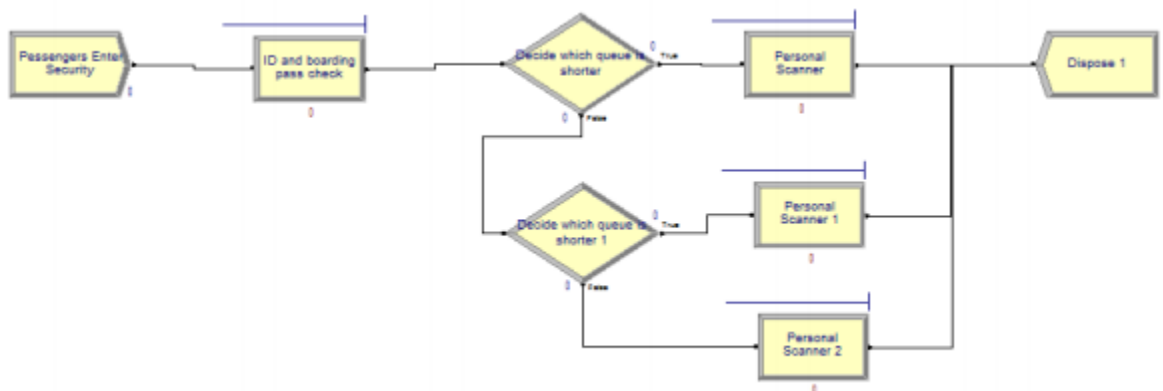 Pessengers Enter
Security
0
ID and boarding
pass check
0
Decide which queue is
shorter
0
True
0
False
Personal
Scanner
0
Dispose 1
Decide which queue is
shorter 1
0
True
0
False
Personal
Scanner 1
0
Personal
Scanner 2
0